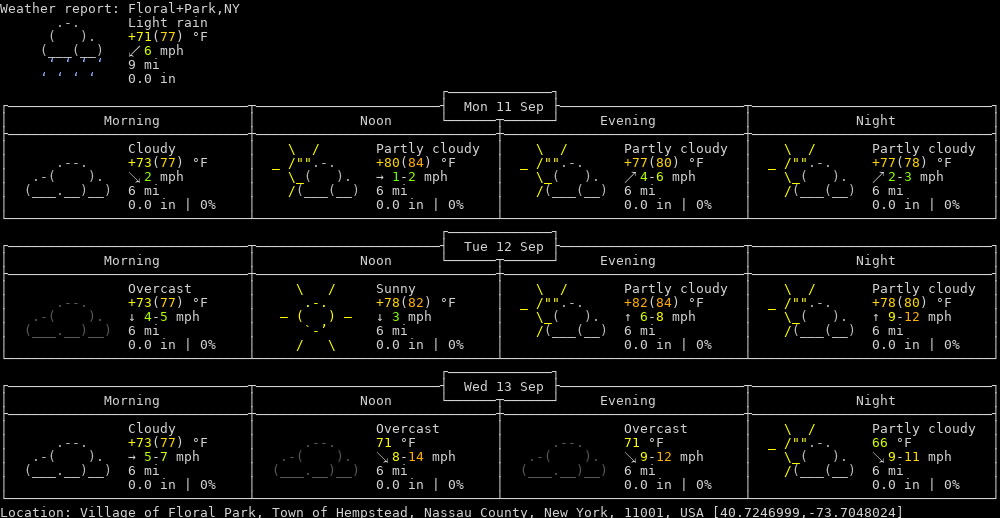 Weather report: Floral+Park,NY
Light rain
+71(77) °F
↙ 6 mph
9 mi
0.0 in
Mon 11 Sep
Morning Noon Evening Night
Cloudy Partly cloudy Partly cloudy Partly cloudy
+73(77) °F +80(84) °F +77(80) °F +77(78) °F
↘ 2 mph → 1-2 mph ↗ 4-6 mph ↗ 2-3 mph
6 mi 6 mi 6 mi 6 mi
0.0 in | 0% 0.0 in | 0% 0.0 in | 0% 0.0 in | 0%
Tue 12 Sep
Morning Noon Evening Night
Overcast Sunny Partly cloudy Partly cloudy
+73(77) °F +78(82) °F +82(84) °F +78(80) °F
↓ 4-5 mph ↓ 3 mph ↑ 6-8 mph ↑ 9-12 mph
6 mi 6 mi 6 mi 6 mi
0.0 in | 0% 0.0 in | 0% 0.0 in | 0% 0.0 in | 0%
Wed 13 Sep
Morning Noon Evening Night
Cloudy Overcast Overcast Partly cloudy
+73(77) °F 71 °F 71 °F 66 °F
→ 5-7 mph ↘ 8-14 mph ↘ 9-12 mph ↘ 9-11 mph
6 mi 6 mi 6 mi 6 mi
0.0 in | 0% 0.0 in | 0% 0.0 in | 0% 0.0 in | 0%
Location: Village of Floral Park, Town of Hempstead, Nassau County, New York, 11001, USA [40.7246999,-73.7048024]